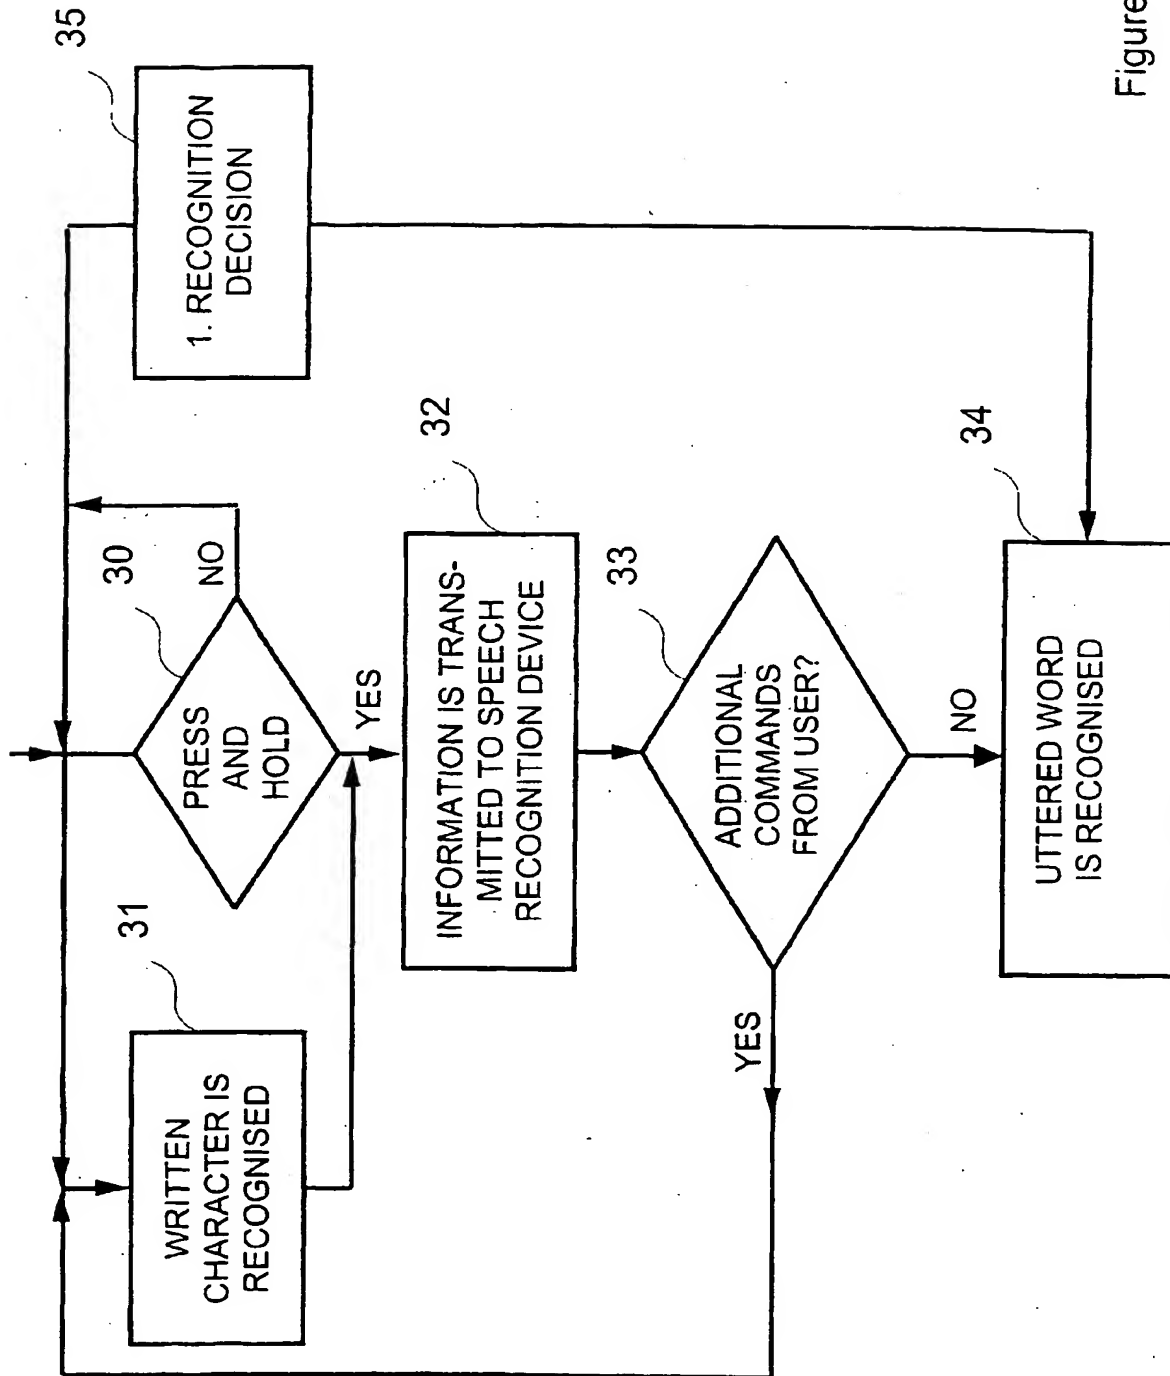 35
1. RECOGNITION
DECISION
30
PRESS
AND
HOLD
NO
YES
31
WRITTEN
CHARACTER IS
RECOGNISED
32
INFORMATION IS TRANS-
MITTED TO SPEECH
RECOGNITION DEVICE
33
ADDITIONAL
COMMANDS
FROM USER?
YES
NO
34
UTTERED WORD
IS RECOGNISED
Figure